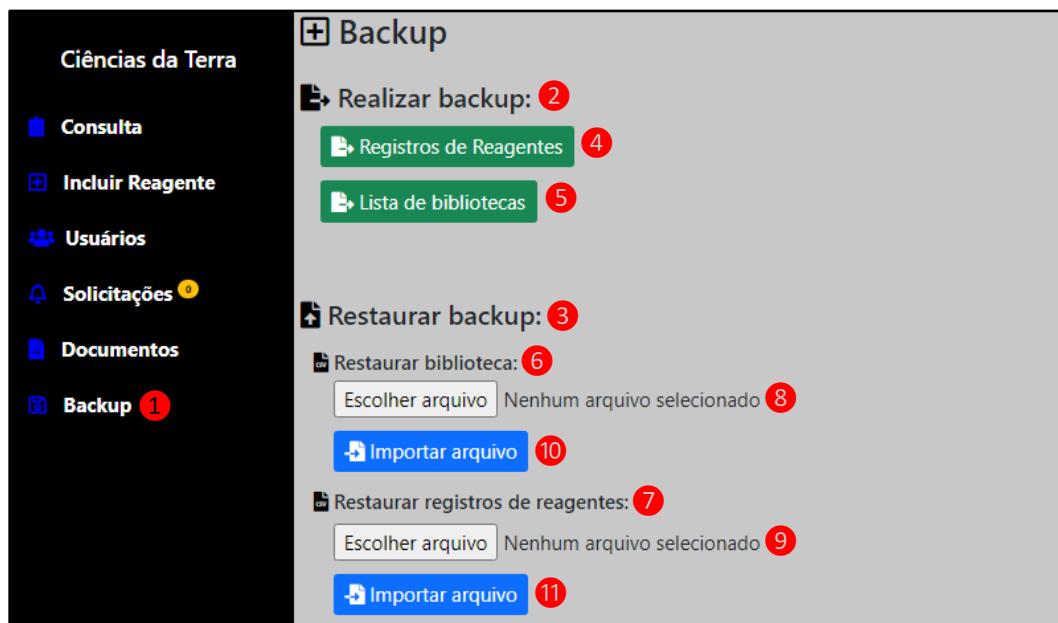 Ciências da Terra
Consulta
Incluir Reagente
Usuários
Solicitações 0
Documentos
Backup 1
Backup
Realizar backup: 2
Registros de Reagentes 4
Lista de bibliotecas 5
Restaurar backup: 3
CSV Restaurar biblioteca: 6
Escolher arquivo Nenhum arquivo selecionado 8
Importar arquivo 10
CSV Restaurar registros de reagentes: 7
Escolher arquivo Nenhum arquivo selecionado 9
Importar arquivo 11